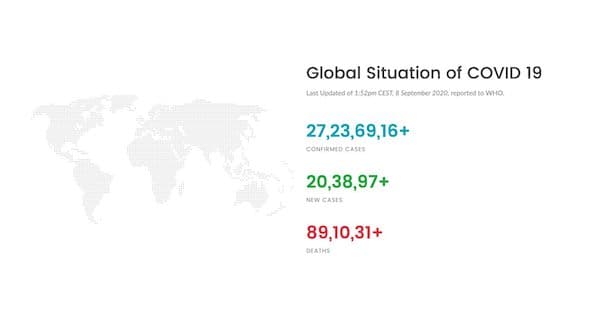 Global Situation of COVID 19
Last Updated of 1:52pm CEST, 8 September 2020, reported to WHO.
27,23,69,16+
CONFIRMED CASES
20,38,97+
NEW CASES
89,10,31+
DEATHS